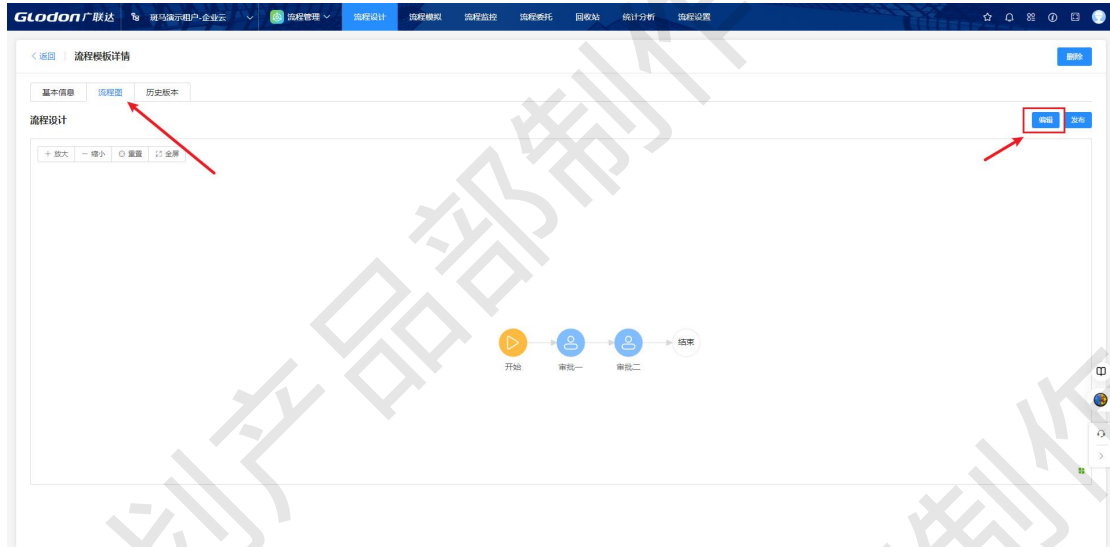 GLodon广联达 斑马演示租户-企业云 流程管理 流程设计 流程模拟 流程监控 流程委托 回收站 统计分析 流程设置
<返回 流程模板详情 删除
基本信息 流程图 历史版本
流程设计 编辑 发布
+ 放大 - 缩小 重置 全屏
结束
开始 审批一 审批二
划产品部制作
制作